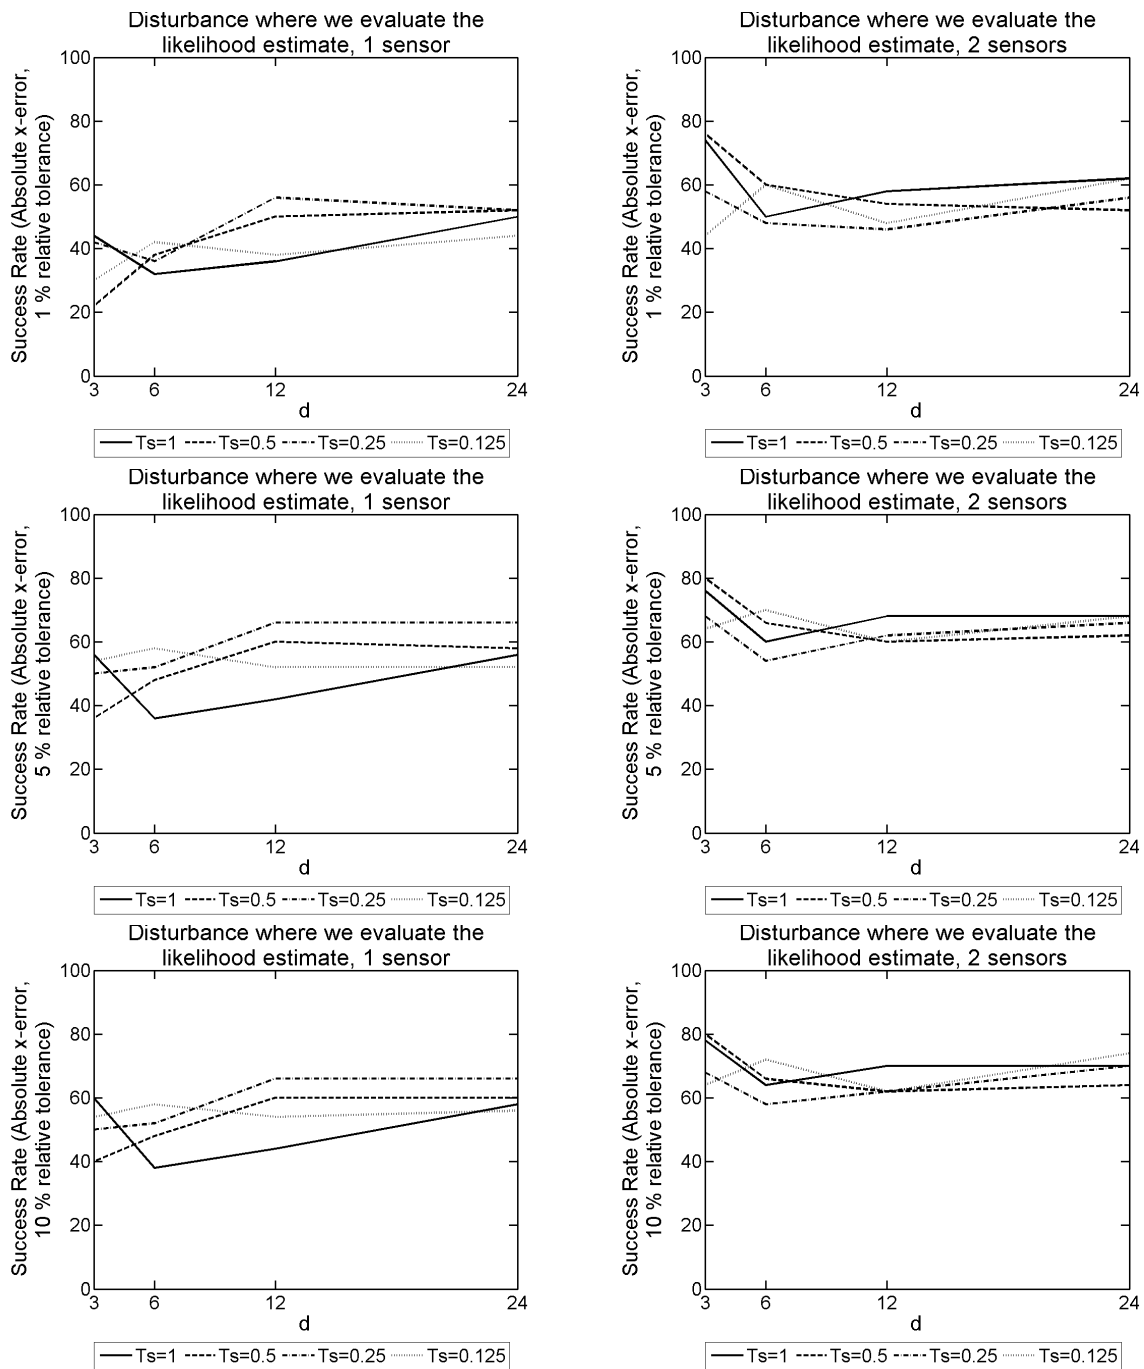 Disturbance where we evaluate the
likelihood estimate, 1 sensor
Success Rate (Absolute x-error,
1 % relative tolerance)
100
80
60
40
20
0
3 6 12 24
d
Ts=1 Ts=0.5 Ts=0.25 Ts=0.125
Disturbance where we evaluate the
likelihood estimate, 2 sensors
Success Rate (Absolute x-error,
1 % relative tolerance)
100
80
60
40
20
0
3 6 12 24
d
Ts=1 Ts=0.5 Ts=0.25 Ts=0.125
Disturbance where we evaluate the
likelihood estimate, 1 sensor
Success Rate (Absolute x-error,
5 % relative tolerance)
100
80
60
40
20
0
3 6 12 24
d
Ts=1 Ts=0.5 Ts=0.25 Ts=0.125
Disturbance where we evaluate the
likelihood estimate, 2 sensors
Success Rate (Absolute x-error,
5 % relative tolerance)
100
80
60
40
20
0
3 6 12 24
d
Ts=1 Ts=0.5 Ts=0.25 Ts=0.125
Disturbance where we evaluate the
likelihood estimate, 1 sensor
Success Rate (Absolute x-error,
10 % relative tolerance)
100
80
60
40
20
0
3 6 12 24
d
Ts=1 Ts=0.5 Ts=0.25 Ts=0.125
Disturbance where we evaluate the
likelihood estimate, 2 sensors
Success Rate (Absolute x-error,
10 % relative tolerance)
100
80
60
40
20
0
3 6 12 24
d
Ts=1 Ts=0.5 Ts=0.25 Ts=0.125